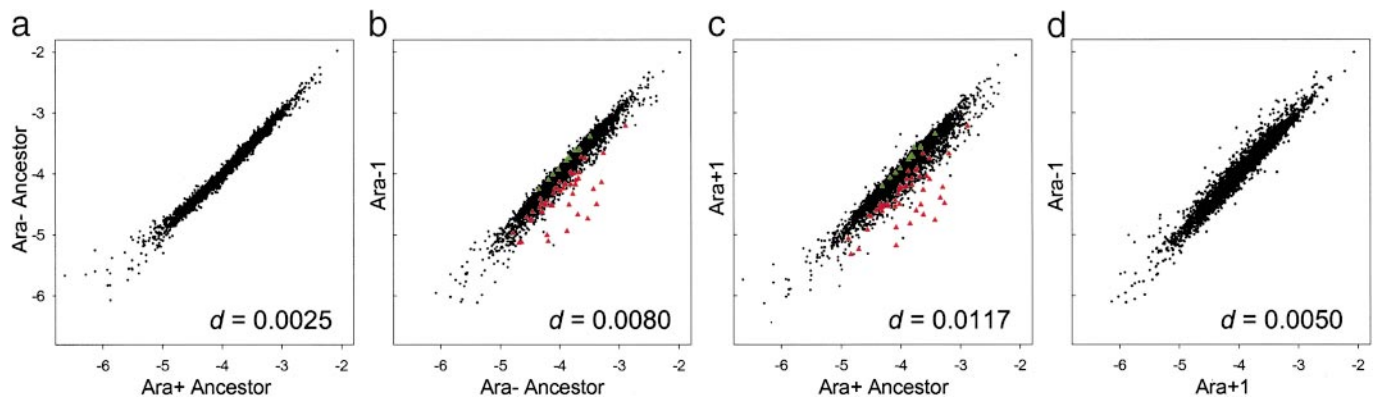 a b c d
-2
-3
-4
-5
-6
Ara- Ancestor
d = 0.0025
-6 -5 -4 -3 -2
Ara+ Ancestor
Ara-1
d = 0.0080
-6 -5 -4 -3 -2
Ara- Ancestor
Ara+1
d = 0.0117
-6 -5 -4 -3 -2
Ara+ Ancestor
Ara-1
d = 0.0050
-6 -5 -4 -3 -2
Ara+1